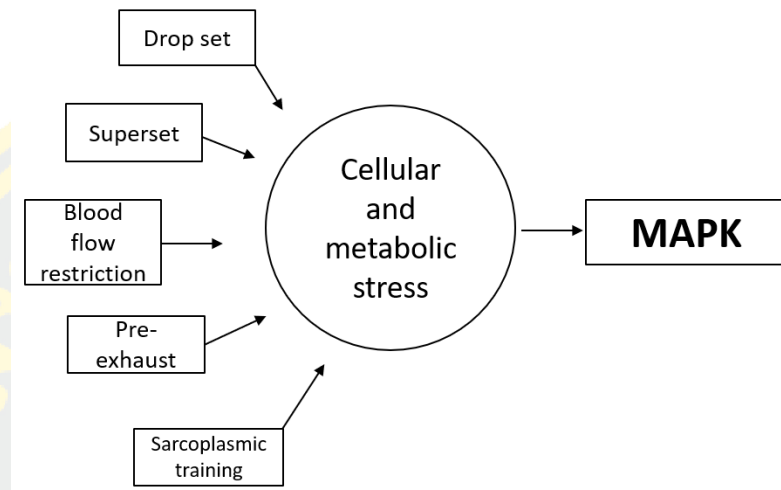 Drop set
Superset
Blood
flow
restriction
Pre-
exhaust
Sarcoplasmic
training
Cellular
and
metabolic
stress
MAPK